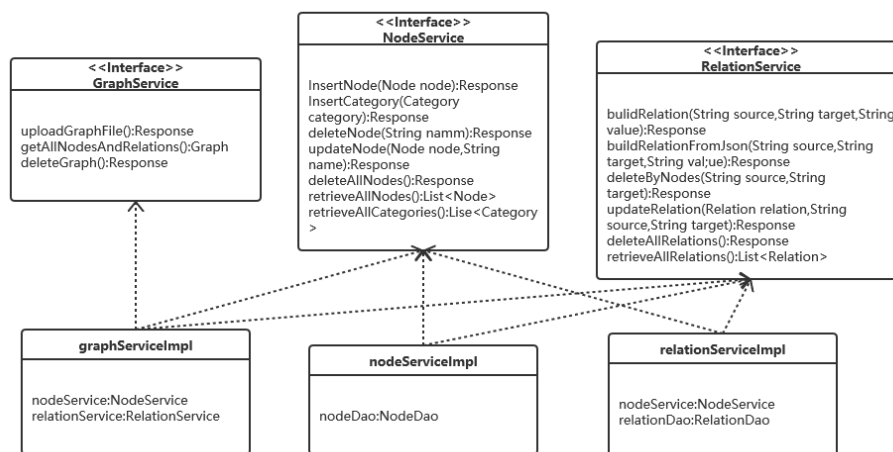 <<Interface>>
GraphService
uploadGraphFile():Response
getAllNodesAndRelations():Graph
deleteGraph():Response
<<Interface>>
NodeService
InsertNode(Node node):Response
InsertCategory(Category
category):Response
deleteNode(String namm):Response
updateNode(Node node,String
name):Response
deleteAllNodes():Response
retrieveAllNodes():List<Node>
retrieveAllCategories():Lise<Category
>
<<Interface>>
RelationService
bulidRelation(String source,String target,String
value):Response
buildRelationFromJson(String source,String
target,String val;ue):Response
deleteByNodes(String source,String
target):Response
updateRelation(Relation relation,String
source,String target):Response
deleteAllRelations():Response
retrieveAllRelations():List<Relation>
graphServiceImpl
nodeService:NodeService
relationService:RelationService
nodeServiceImpl
nodeDao:NodeDao
relationServiceImpl
nodeService:NodeService
relationDao:RelationDao